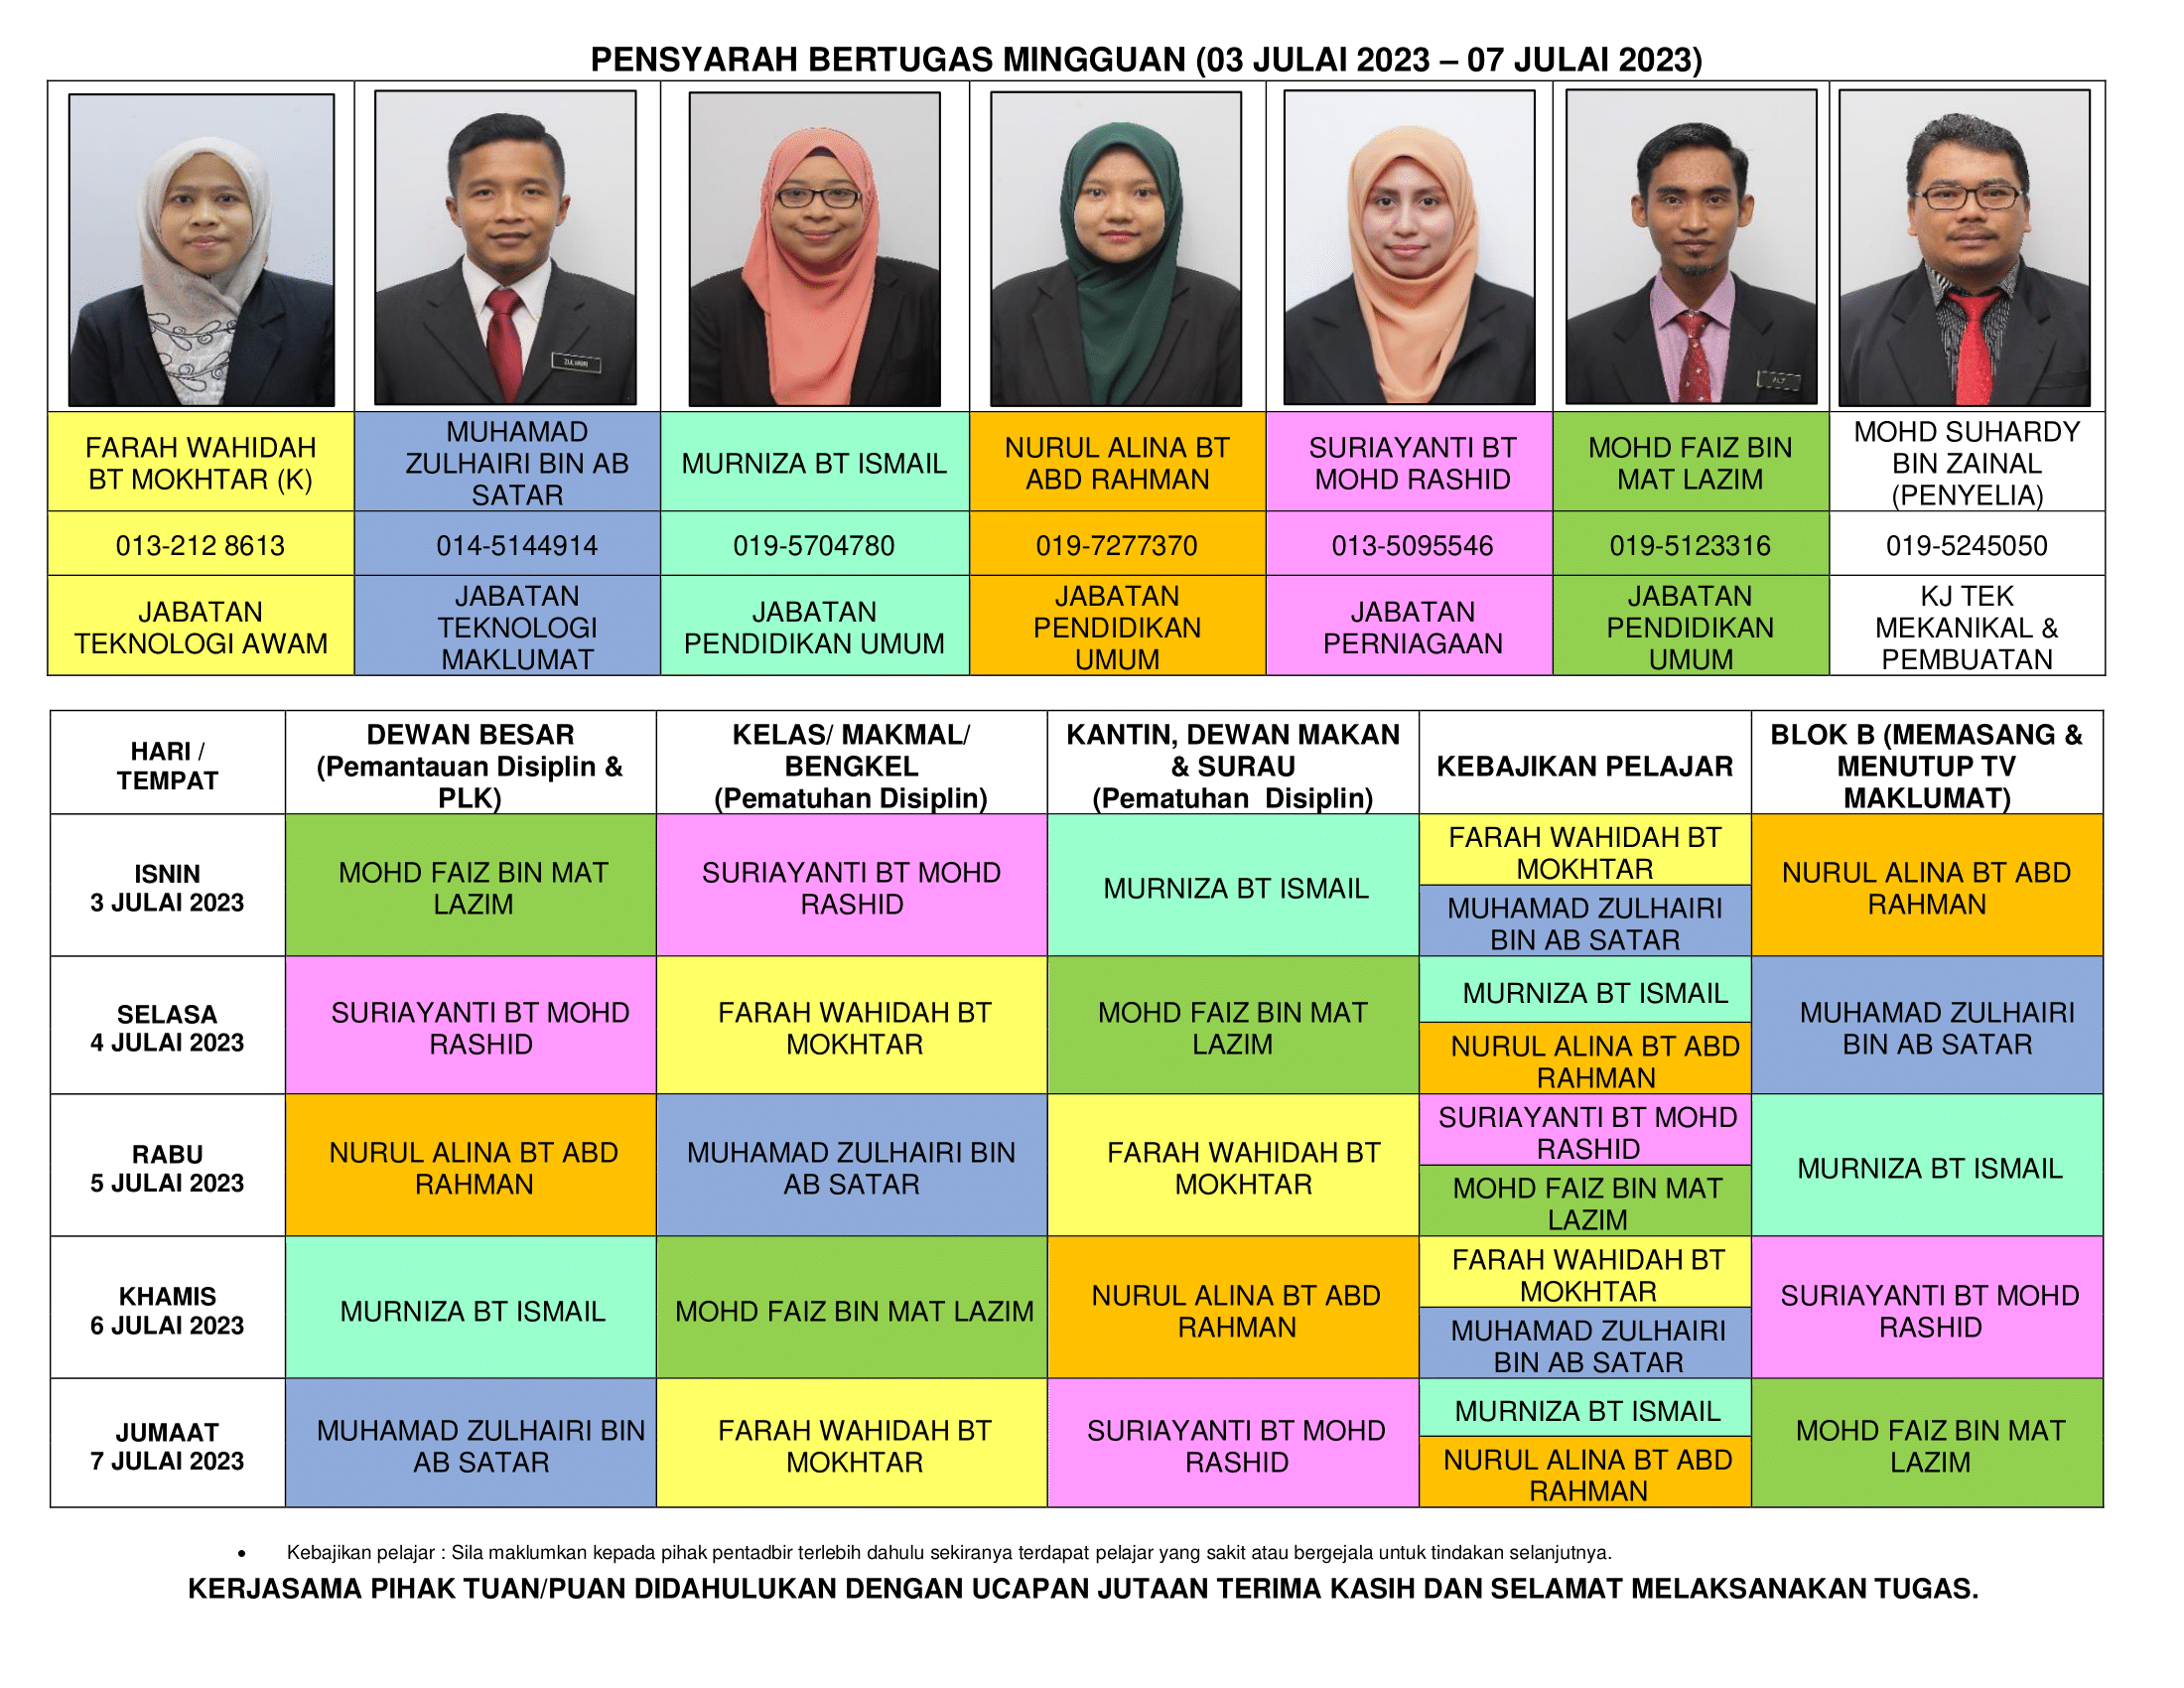 PENSYARAH BERTUGAS MINGGUAN (03 JULAI 2023 – 07 JULAI 2023)
ZULHAIRI
FARAH WAHIDAH
BT MOKHTAR (K)
MUHAMAD
ZULHAIRI BIN AB
SATAR
MURNIZA BT ISMAIL
NURUL ALINA BT
ABD RAHMAN
SURIAYANTI BT
MOHD RASHID
MOHD FAIZ BIN
MAT LAZIM
MOHD SUHARDY
BIN ZAINAL
(PENYELIA)
013-212 8613
014-5144914
019-5704780
019-7277370
013-5095546
019-5123316
019-5245050
JABATAN
TEKNOLOGI AWAM
JABATAN
TEKNOLOGI
MAKLUMAT
JABATAN
PENDIDIKAN UMUM
JABATAN
PENDIDIKAN
UMUM
JABATAN
PERNIAGAAN
JABATAN
PENDIDIKAN
UMUM
KJ TEK
MEKANIKAL &
PEMBUATAN
HARI /
TEMPAT
DEWAN BESAR
(Pemantauan Disiplin &
PLK)
KELAS/ MAKMAL/
BENGKEL
(Pematuhan Disiplin)
KANTIN, DEWAN MAKAN
& SURAU
(Pematuhan Disiplin)
KEBAJIKAN PELAJAR
BLOK B (MEMASANG &
MENUTUP TV
MAKLUMAT)
ISNIN
3 JULAI 2023
MOHD FAIZ BIN MAT
LAZIM
SURIAYANTI BT MOHD
RASHID
MURNIZA BT ISMAIL
FARAH WAHIDAH BT
MOKHTAR
MUHAMAD ZULHAIRI
BIN AB SATAR
NURUL ALINA BT ABD
RAHMAN
SELASA
4 JULAI 2023
SURIAYANTI BT MOHD
RASHID
FARAH WAHIDAH BT
MOKHTAR
MOHD FAIZ BIN MAT
LAZIM
MURNIZA BT ISMAIL
NURUL ALINA BT ABD
RAHMAN
MUHAMAD ZULHAIRI
BIN AB SATAR
RABU
5 JULAI 2023
NURUL ALINA BT ABD
RAHMAN
MUHAMAD ZULHAIRI BIN
AB SATAR
FARAH WAHIDAH BT
MOKHTAR
SURIAYANTI BT MOHD
RASHID
MOHD FAIZ BIN MAT
LAZIM
MURNIZA BT ISMAIL
KHAMIS
6 JULAI 2023
MURNIZA BT ISMAIL
MOHD FAIZ BIN MAT LAZIM
NURUL ALINA BT ABD
RAHMAN
FARAH WAHIDAH BT
MOKHTAR
MUHAMAD ZULHAIRI
BIN AB SATAR
SURIAYANTI BT MOHD
RASHID
JUMAAT
7 JULAI 2023
MUHAMAD ZULHAIRI BIN
AB SATAR
FARAH WAHIDAH BT
MOKHTAR
SURIAYANTI BT MOHD
RASHID
MURNIZA BT ISMAIL
NURUL ALINA BT ABD
RAHMAN
MOHD FAIZ BIN MAT
LAZIM
• Kebajikan pelajar : Sila maklumkan kepada pihak pentadbir terlebih dahulu sekiranya terdapat pelajar yang sakit atau bergejala untuk tindakan selanjutnya.
KERJASAMA PIHAK TUAN/PUAN DIDAHULUKAN DENGAN UCAPAN JUTAAN TERIMA KASIH DAN SELAMAT MELAKSANAKAN TUGAS.